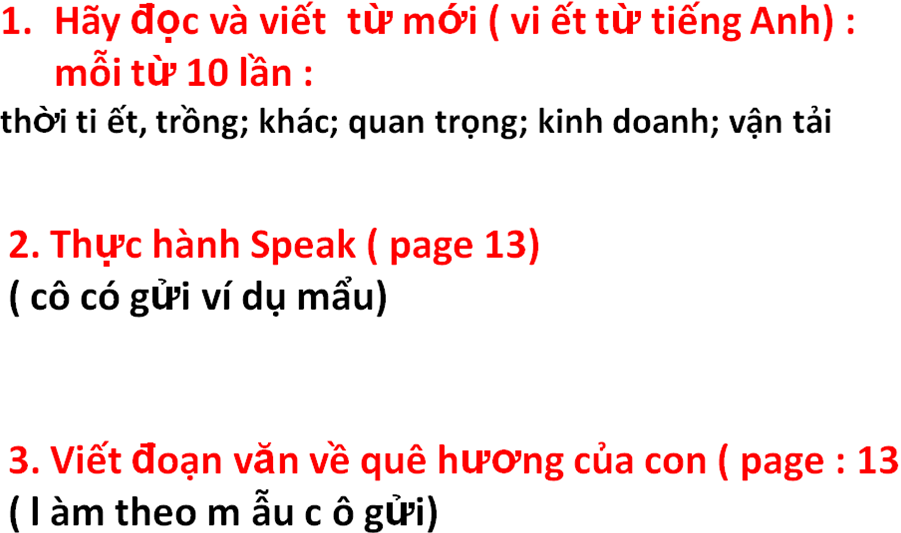 1. Hãy đọc và viết từ mới ( vi ết từ tiếng Anh) :
mỗi từ 10 lần :
thời ti ết, trồng; khác; quan trọng; kinh doanh; vận tải
2. Thực hành Speak ( page 13)
( cô có gửi ví dụ mẩu)
3. Viết đoạn văn về quê hương của con ( page : 13
( l àm theo m ẫu c ô gửi)